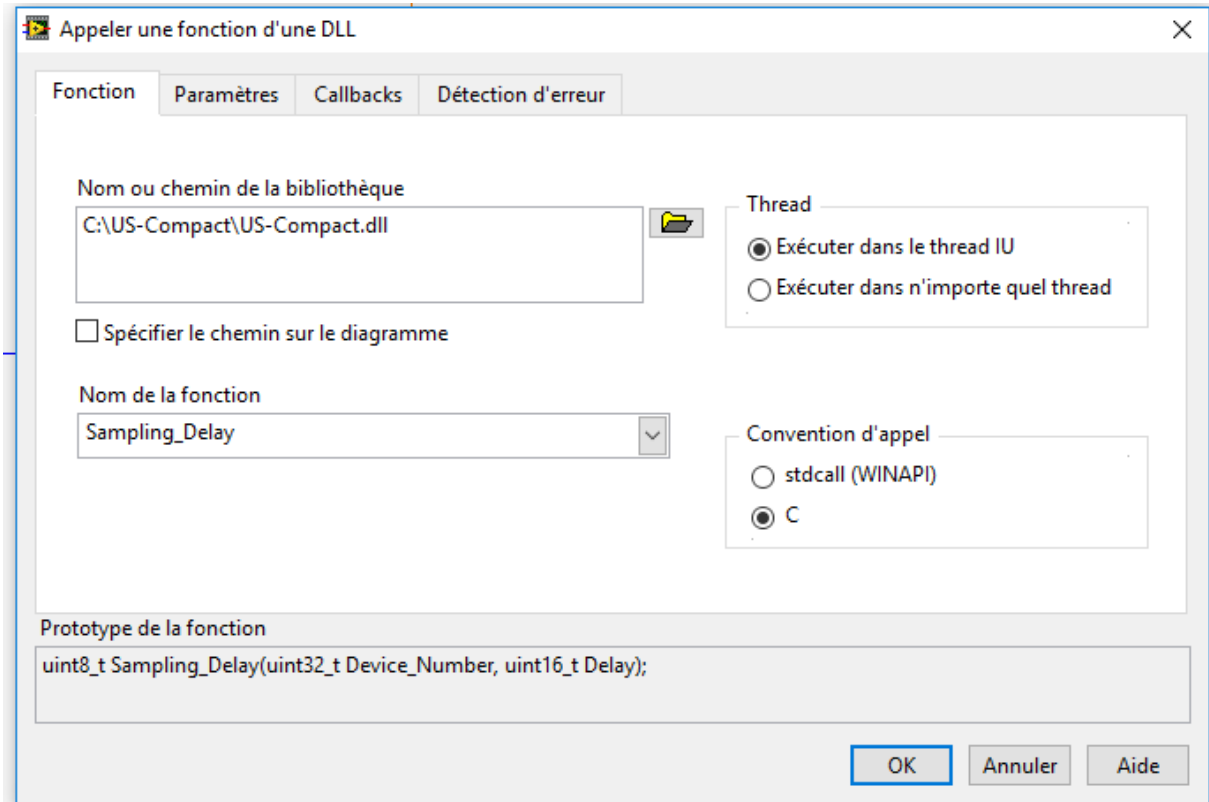 Appeler une fonction d'une DLL
Fonction
Paramètres
Callbacks
Détection d'erreur
Nom ou chemin de la bibliothèque
C:\US-Compact\US-Compact.dll
Thread
Exécuter dans le thread IU
Exécuter dans n'importe quel thread
Spécifier le chemin sur le diagramme
Nom de la fonction
Sampling_Delay
Convention d'appel
stdcall (WINAPI)
C
Prototype de la fonction
uint8_t Sampling_Delay(uint32_t Device_Number, uint16_t Delay);
OK
Annuler
Aide